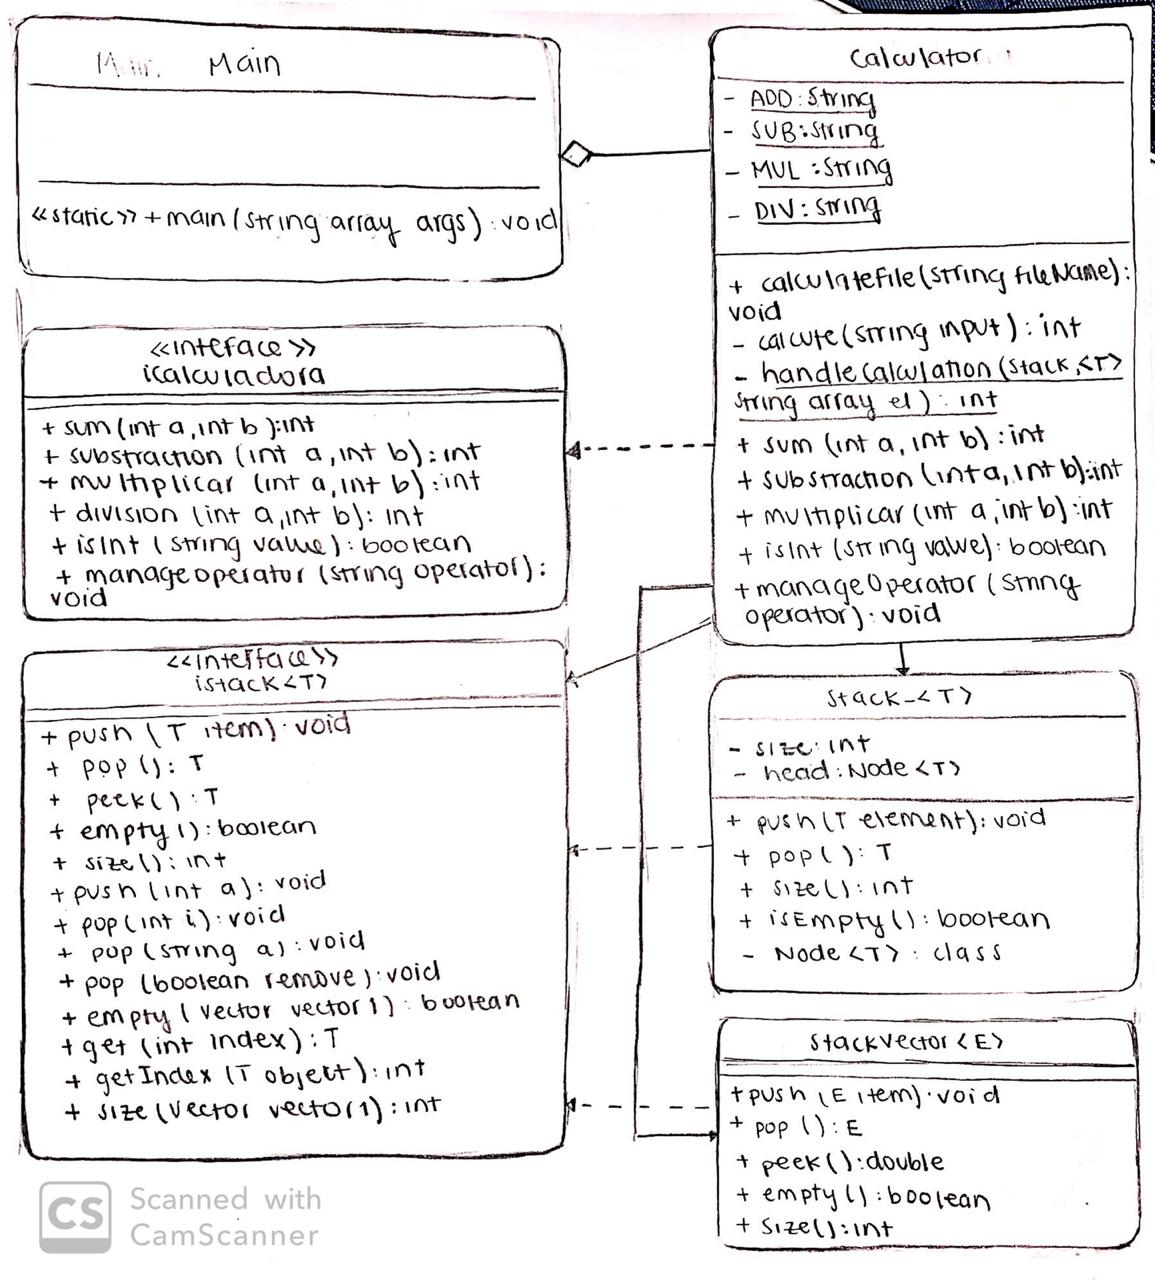 Main
<<static>> + main(string array args): void
<<Inteface>>
iCalculadora
+ sum(int a, int b):int
+ substraction (int a, int b): int
+ multiplicar (int a, int b): int
+ division (int a, int b): int
+ isInt (string value): boolean
+ manageoperator (string operator):
void
<<Interface>>
istack<T>
+ push (T item): void
+ pop (): T
+ peek(): T
+ empty(): boolean
+ size(): int
+ push (int a): void
+ pop(int i): void
+ pop (string a): void
+ pop (boolean remove): void
+ empty (vector vector1): boolean
+ get (int index): T
+ getIndex (T object): int
+ size (Vector vector1): int
Calculator
- ADD: String
- SUB: String
- MUL : String
- DIV: String
+ calculateFile(string fileName):
void
- calcute(string input): int
- handleCalculation(Stack<T>
string array el): int
+ sum (int a, int b): int
+ substraction (int a, int b): int
+ multiplicar (int a, int b): int
+ isInt (string value): boolean
+ manageOperator (string
operator): void
Stack-<T>
- size: int
- head: Node<T>
+ push(T element): void
+ pop(): T
+ size(): int
+ isEmpty(): boolean
- Node<T>: class
StackVector<E>
+ push (E item): void
+ pop (): E
+ peek(): double
+ empty(): boolean
+ size(): int
CS Scanned with
CamScanner